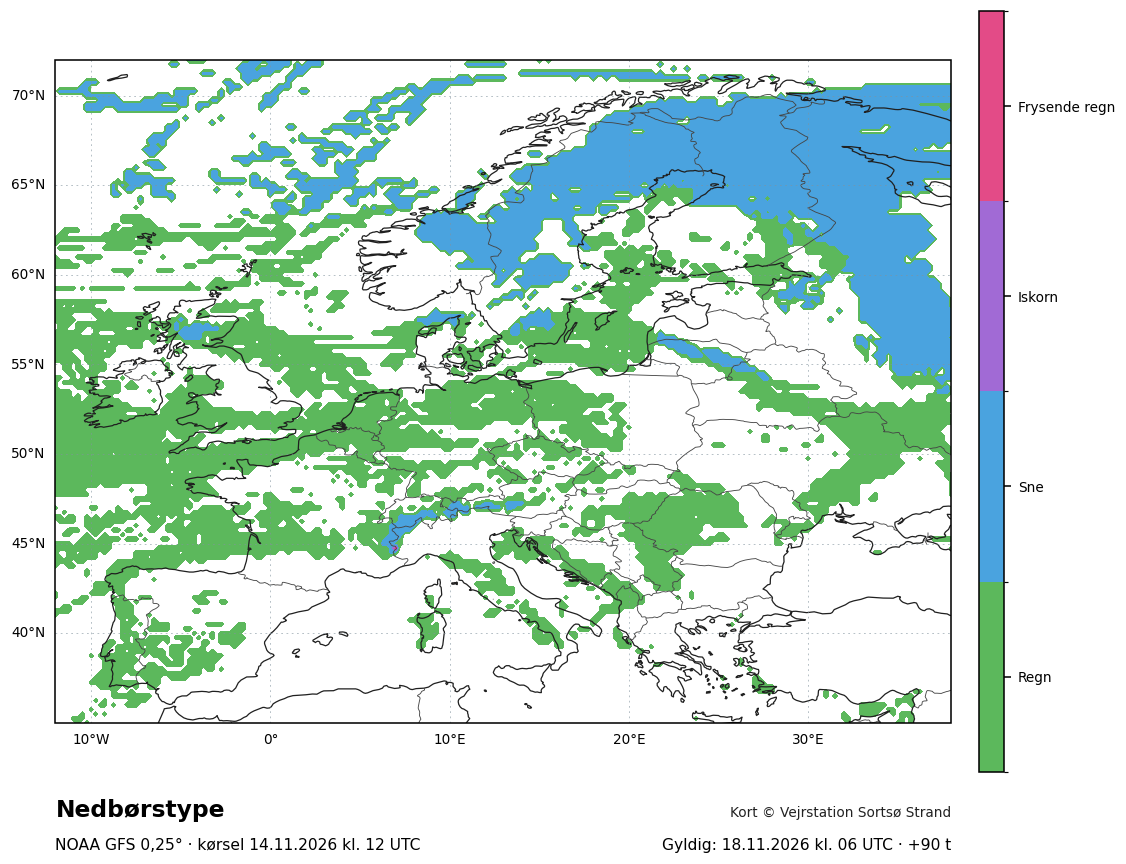 Frysende regn
Iskorn
Sne
Regn
70°N
65°N
60°N
55°N
50°N
45°N
40°N
10°W
0°
10°E
20°E
30°E
Nedbørstype
Kort © Vejrstation Sortsø Strand
NOAA GFS 0,25° · kørsel 14.11.2026 kl. 12 UTC
Gyldig: 18.11.2026 kl. 06 UTC · +90 t